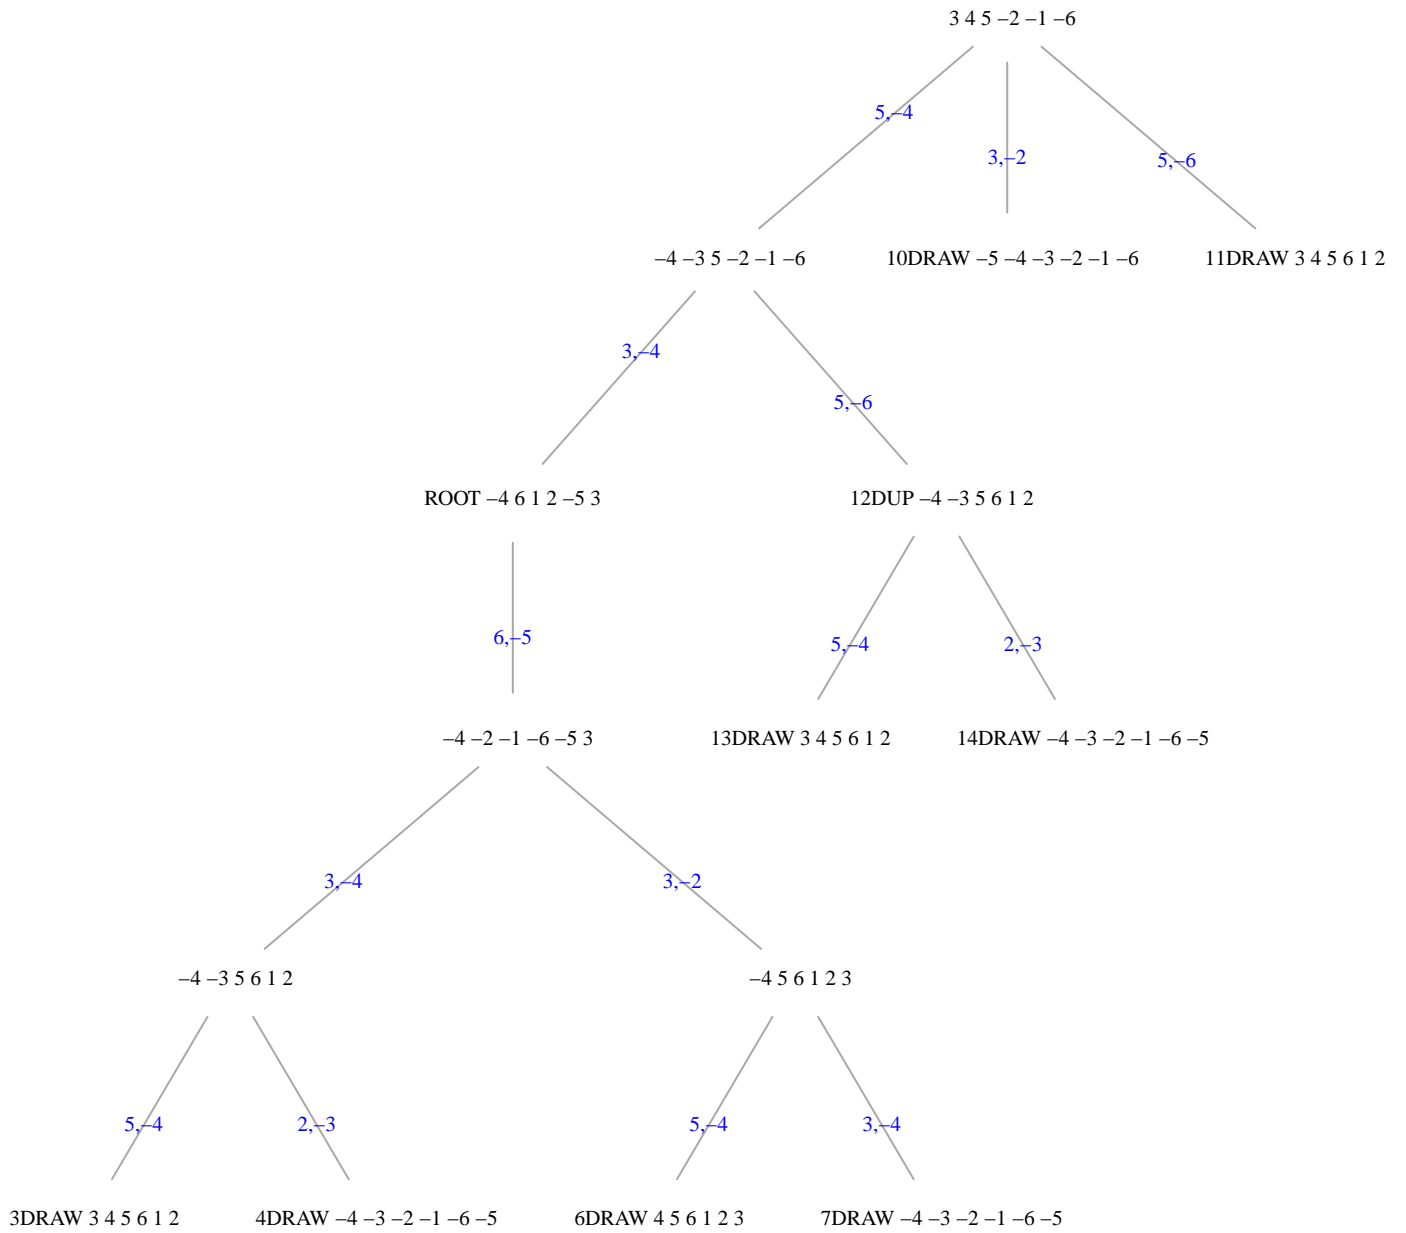 3 4 5 −2 −1 −6
5,−4
3,−2
5,−6
−4 −3 5 −2 −1 −6
10DRAW −5 −4 −3 −2 −1 −6
11DRAW 3 4 5 6 1 2
3,−4
5,−6
ROOT −4 6 1 2 −5 3
12DUP −4 −3 5 6 1 2
6,−5
5,−4
2,−3
−4 −2 −1 −6 −5 3
13DRAW 3 4 5 6 1 2
14DRAW −4 −3 −2 −1 −6 −5
3,−4
3,−2
−4 −3 5 6 1 2
−4 5 6 1 2 3
5,−4
2,−3
5,−4
3,−4
3DRAW 3 4 5 6 1 2
4DRAW −4 −3 −2 −1 −6 −5
6DRAW 4 5 6 1 2 3
7DRAW −4 −3 −2 −1 −6 −5